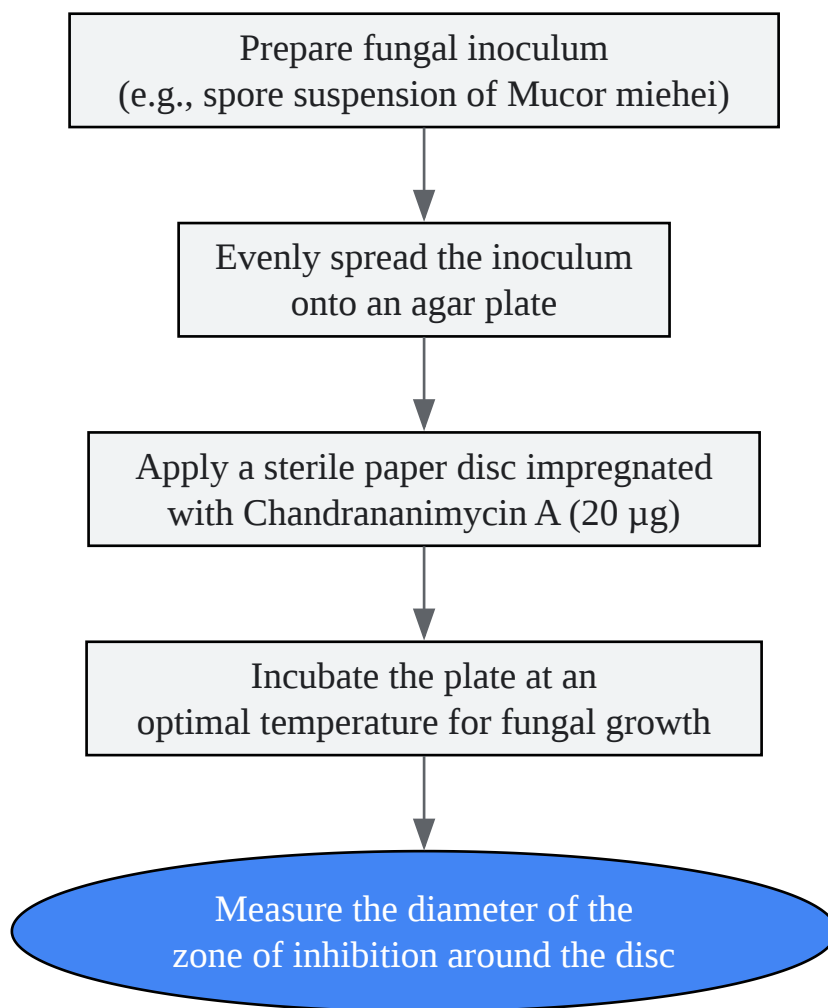 Prepare fungal inoculum
(e.g., spore suspension of Mucor miehei)
Evenly spread the inoculum
onto an agar plate
Apply a sterile paper disc impregnated
with Chandrananimycin A (20 µg)
Incubate the plate at an
optimal temperature for fungal growth
Measure the diameter of the
zone of inhibition around the disc